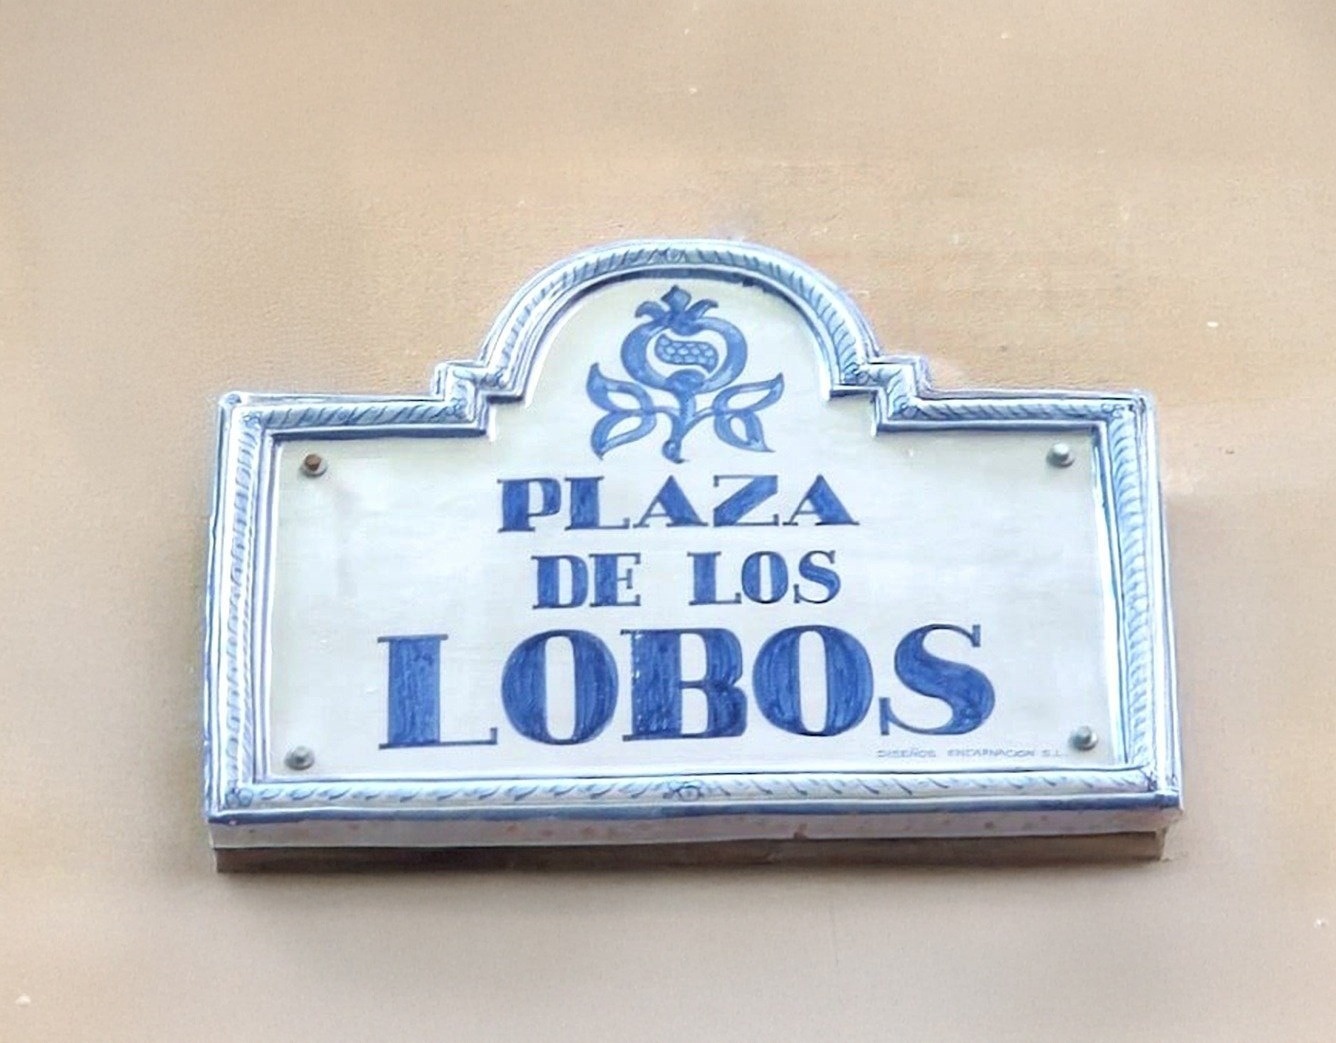 PLAZA
DE LOS
LOBOS
DISEÑOS ENCARNACION S.L.